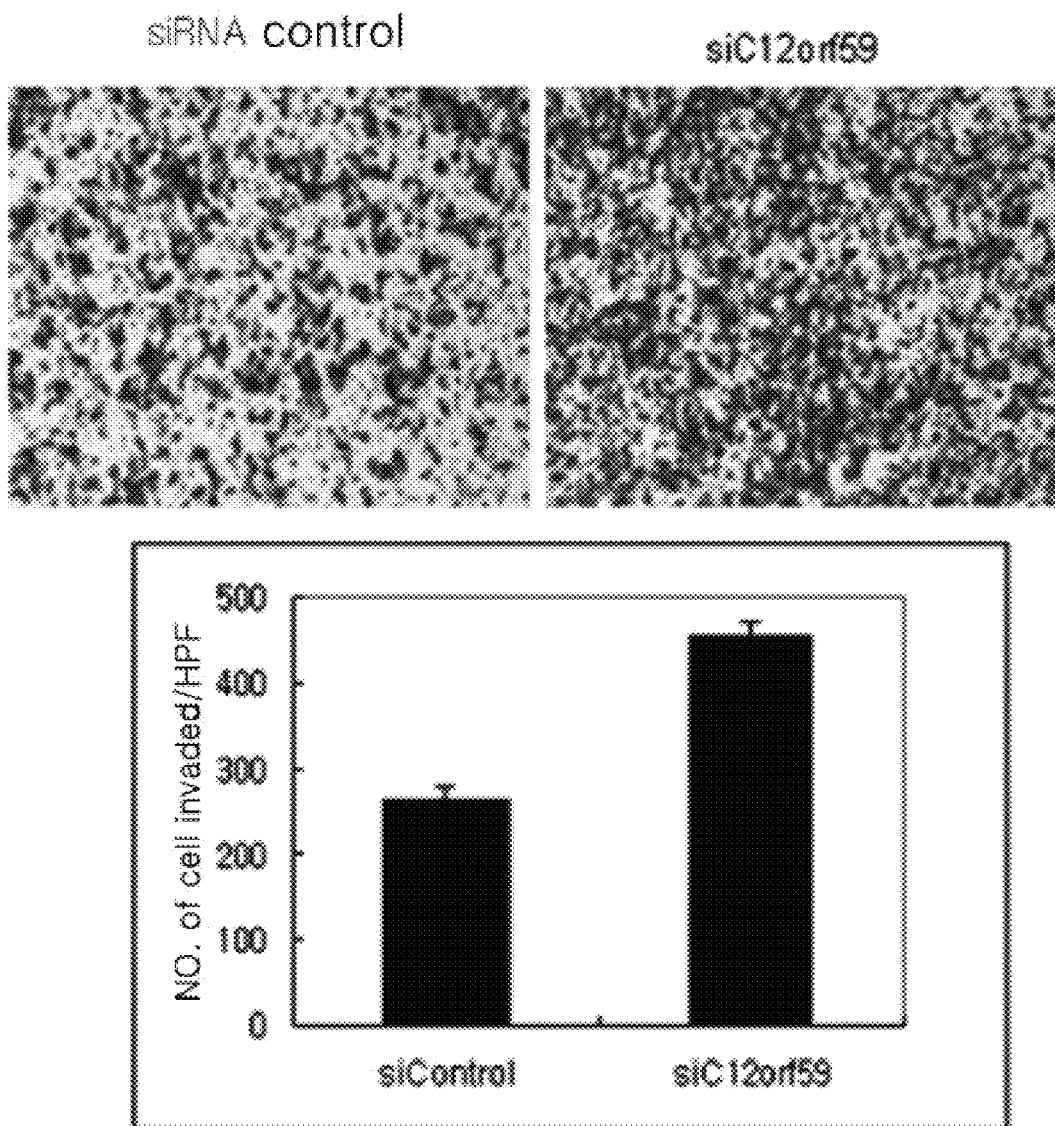 siRNA control
siC12orf59
NO. of cell invaded/HPF
500
400
300
200
100
0
siControl
siC12orf59